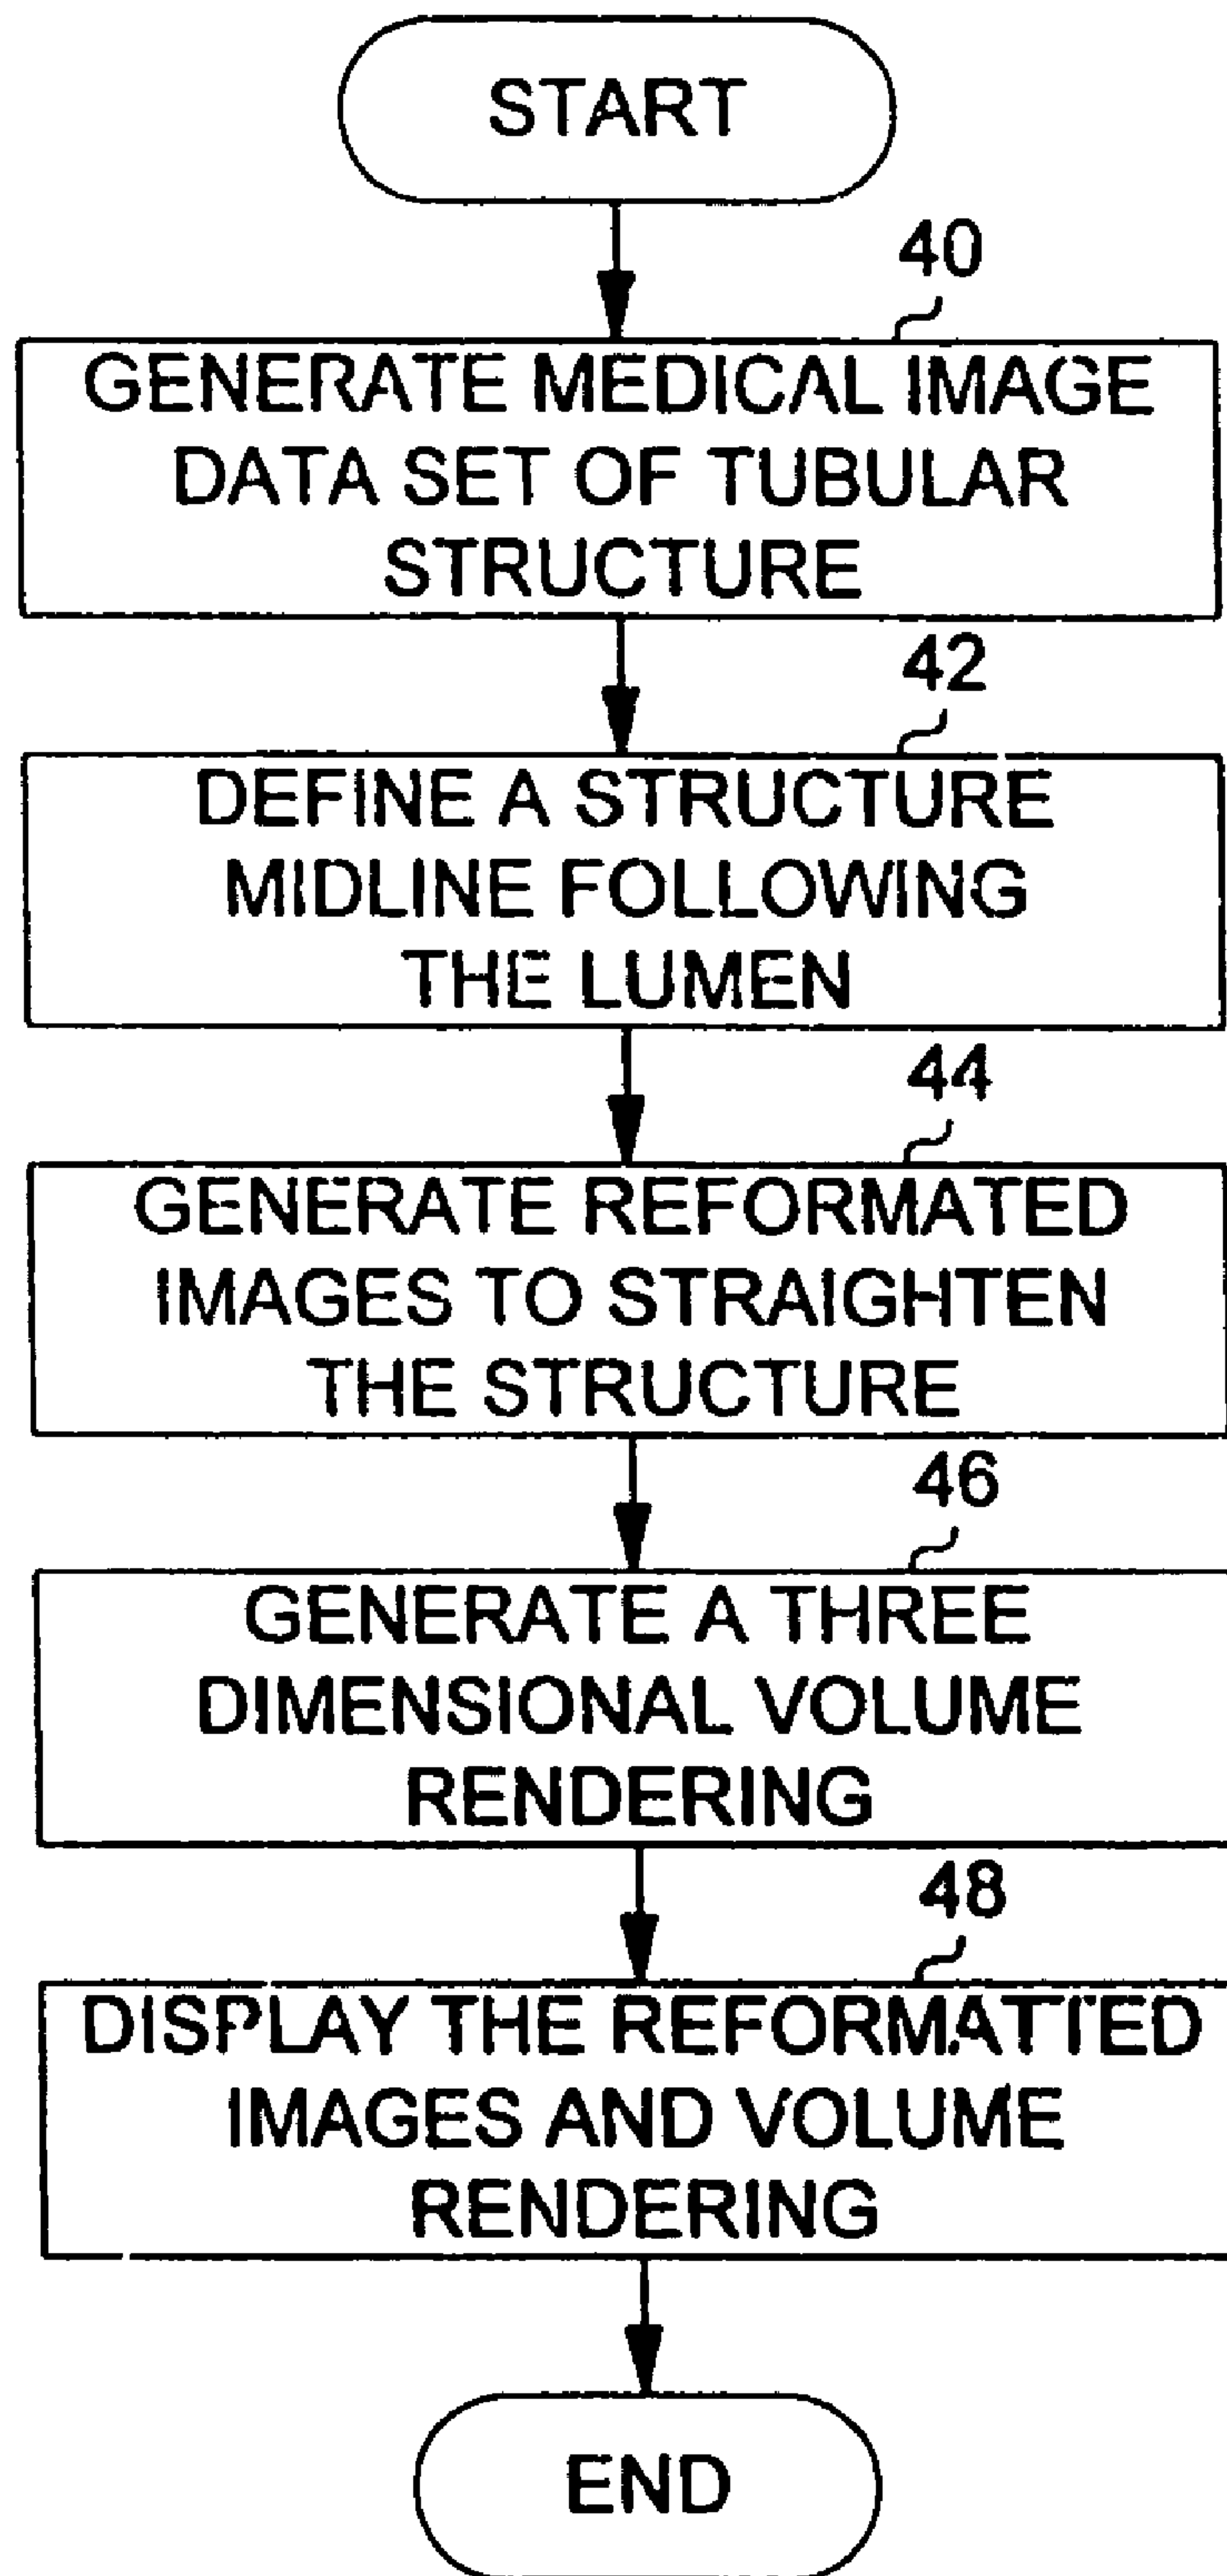 START
40
GENERATE MEDICAL IMAGE
DATA SET OF TUBULAR
STRUCTURE
42
DEFINE A STRUCTURE
MIDLINE FOLLOWING
THE LUMEN
44
GENERATE REFORMATED
IMAGES TO STRAIGHTEN
THE STRUCTURE
46
GENERATE A THREE
DIMENSIONAL VOLUME
RENDERING
48
DISPLAY THE REFORMATTED
IMAGES AND VOLUME
RENDERING
END